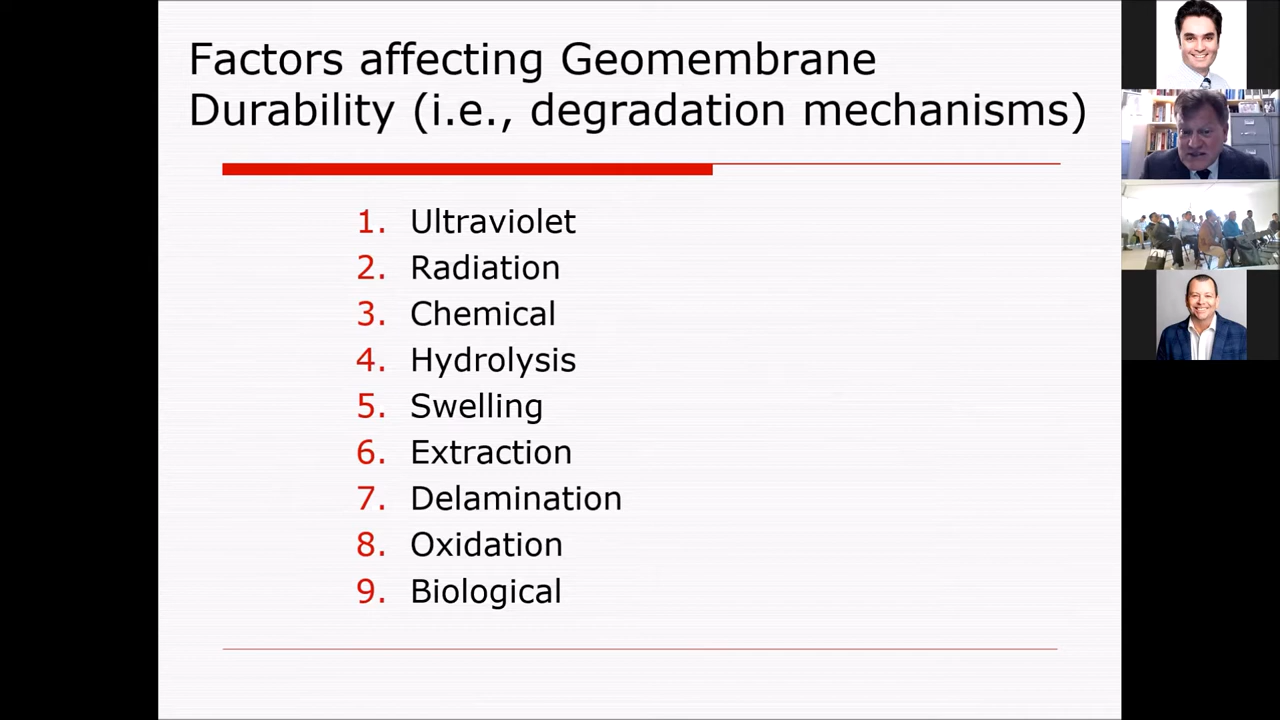 Factors affecting Geomembrane
Durability (i.e., degradation mechanisms)
1. Ultraviolet
2. Radiation
3. Chemical
4. Hydrolysis
5. Swelling
6. Extraction
7. Delamination
8. Oxidation
9. Biological